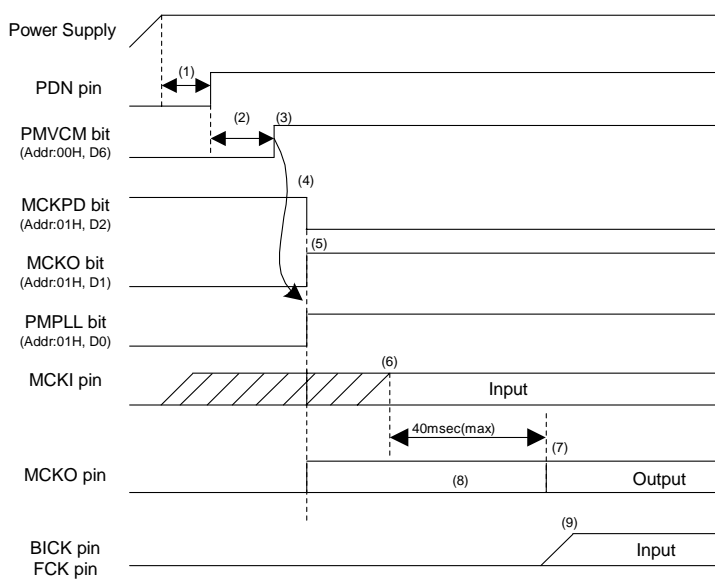 Power Supply
(1)
PDN pin
(2)
(3)
PMVCM bit
(Addr:00H, D6)
(4)
MCKPD bit
(Addr:01H, D2)
(5)
MCKO bit
(Addr:01H, D1)
PMPLL bit
(Addr:01H, D0)
(6)
MCKI pin
Input
40msec(max)
(7)
MCKO pin
(8)
Output
(9)
BICK pin
FCK pin
Input